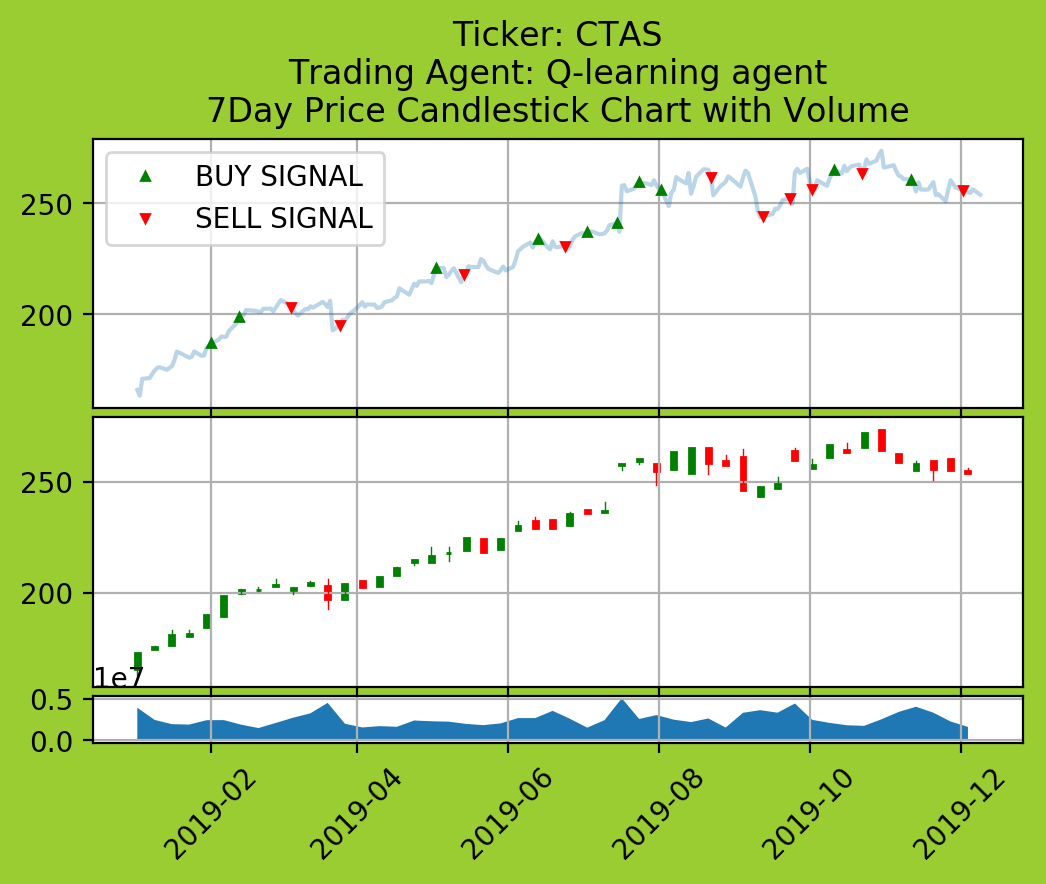 Ticker: CTAS
Trading Agent: Q-learning agent
7Day Price Candlestick Chart with Volume
BUY SIGNAL
SELL SIGNAL
250
200
250
200
1e7
0.5
0.0
2019-02
2019-04
2019-06
2019-08
2019-10
2019-12